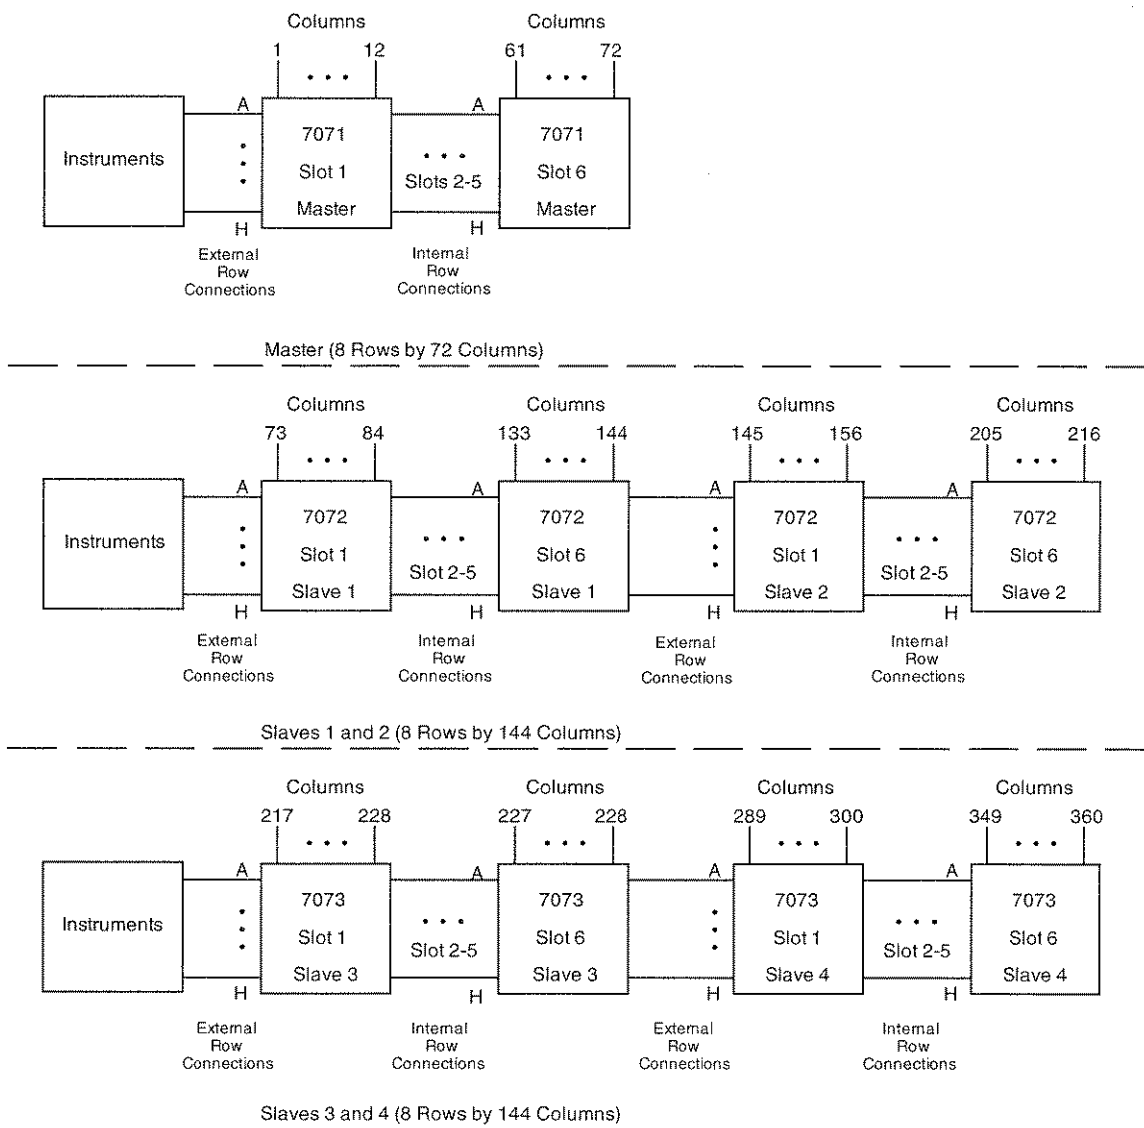 Columns Columns
1 12 61 72
A A
Instruments 7071 7071
Slot 1 Slots 2-5 Slot 6
Master Master
H H
External Internal
Row Row
Connections Connections
Master (8 Rows by 72 Columns)
Columns Columns Columns Columns
73 84 133 144 145 156 205 216
A A A A
Instruments 7072 7072 7072 7072
Slot 1 Slot 2-5 Slot 6 Slot 1 Slot 2-5 Slot 6
Slave 1 Slave 1 Slave 2 Slave 2
H H H H
External Internal External Internal
Row Row Row Row
Connections Connections Connections Connections
Slaves 1 and 2 (8 Rows by 144 Columns)
Columns Columns Columns Columns
217 228 227 228 289 300 349 360
A A A A
Instruments 7073 7073 7073 7073
Slot 1 Slot 2-5 Slot 6 Slot 1 Slot 2-5 Slot 6
Slave 3 Slave 3 Slave 4 Slave 4
H H H H
External Internal External Internal
Row Row Row Row
Connections Connections Connections Connections
Slaves 3 and 4 (8 Rows by 144 Columns)